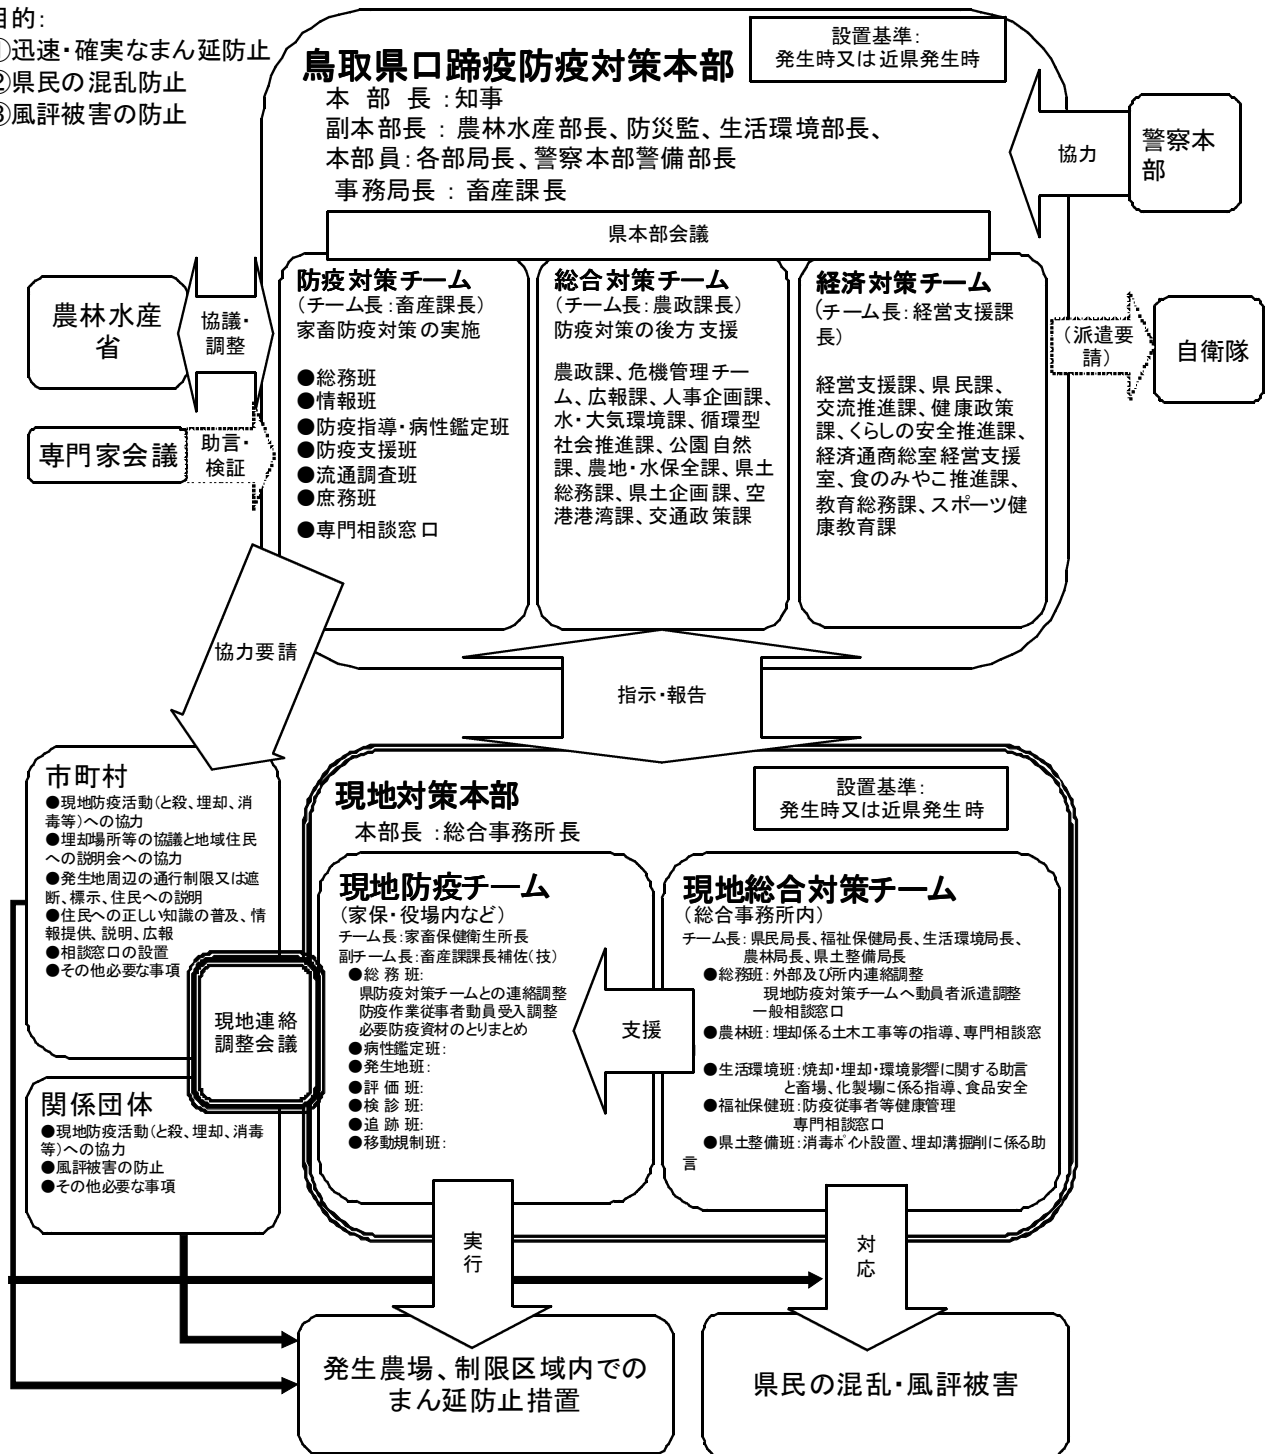 目的:
①迅速・確実なまん延防止
②県民の混乱防止
③風評被害の防止
鳥取県口蹄疫防疫対策本部
設置基準:
発生時又は近県発生時
本 部 長 :知事
副本部長 : 農林水産部長、防災監、生活環境部長、
本部員:各部局長、警察本部警備部長
事務局長 : 畜産課長
協力
警察本
部
県本部会議
防疫対策チーム
(チーム長:畜産課長)
家畜防疫対策の実施
●総務班
●情報班
●防疫指導・病性鑑定班
●防疫支援班
●流通調査班
●庶務班
●専門相談窓口
総合対策チーム
(チーム長:農政課長)
防疫対策の後方支援
農政課、危機管理チー
ム、広報課、人事企画課、
水・大気環境課、循環型
社会推進課、公園自然
課、農地・水保全課、県土
総務課、県土企画課、空
港港湾課、交通政策課
経済対策チーム
(チーム長:経営支援課
長)
経営支援課、県民課、
交流推進課、健康政策
課、くらしの安全推進課、
経済通商総室経営支援
室、食のみやこ推進課、
教育総務課、スポーツ健
康教育課
農林水産
省
協議・
調整
専門家会議
助言・
検証
(派遣要
請)
自衛隊
協力要請
指示・報告
市町村
●現地防疫活動(と殺、埋却、消
毒等)への協力
●埋却場所等の協議と地域住民
への説明会への協力
●発生地周辺の通行制限又は遮
断、標示、住民への説明
●住民への正しい知識の普及、情
報提供、説明、広報
●相談窓口の設置
●その他必要な事項
現地連絡
調整会議
関係団体
●現地防疫活動(と殺、埋却、消毒
等)への協力
●風評被害の防止
●その他必要な事項
現地対策本部
本部長 :総合事務所長
設置基準:
発生時又は近県発生時
現地防疫チーム
(家保・役場内など)
チーム長:家畜保健衛生所長
副チーム長:畜産課課長補佐(技)
●総 務 班:
県防疫対策チームとの連絡調整
防疫作業従事者動員受入調整
必要防疫資材のとりまとめ
●病性鑑定班:
●発生地班:
●評 価 班:
●検 診 班:
●追 跡 班:
●移動規制班:
支援
現地総合対策チーム
(総合事務所内)
チーム長:県民局長、福祉保健局長、生活環境局長、
農林局長、県土整備局長
●総務班:外部及び所内連絡調整
現地防疫対策チームへ動員者派遣調整
一般相談窓口
●農林班:埋却係る土木工事等の指導、専門相談窓
●生活環境班:焼却・埋却・環境影響に関する助言
と畜場、化製場に係る指導、食品安全
●福祉保健班:防疫従事者等健康管理
専門相談窓口
●県土整備班:消毒ポイント設置、埋却溝掘削に係る助
言
実
行
対
応
発生農場、制限区域内での
まん延防止措置
県民の混乱・風評被害